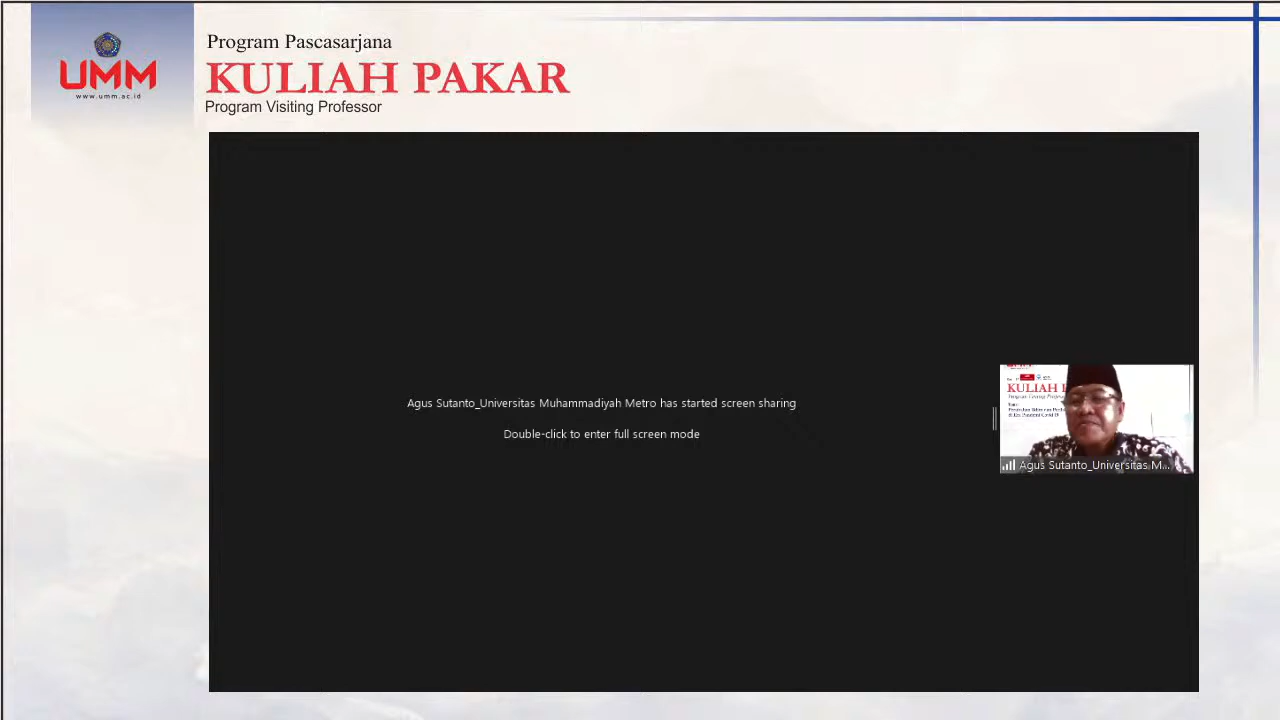 UMM
www.umm.ac.id
Program Pascasarjana
KULIAH PAKAR
Program Visiting Professor
Agus Sutanto_Universitas Muhammadiyah Metro has started screen sharing
Double-click to enter full screen mode
KULIAH
Agus Sutanto_Universitas M...